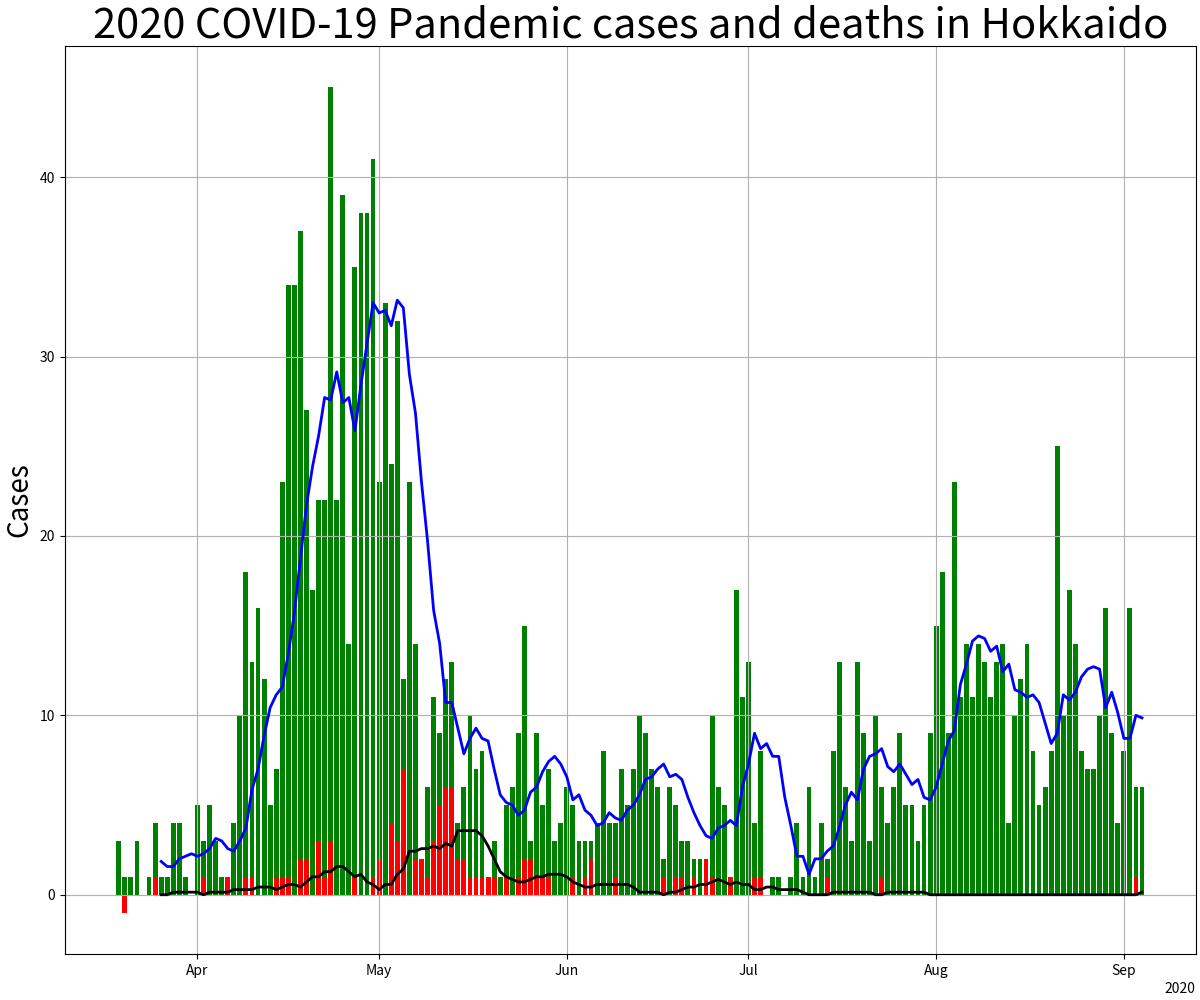 2020 COVID-19 Pandemic cases and deaths in Hokkaido
Cases
40
30
20
10
0
Apr
May
Jun
Jul
Aug
Sep
2020